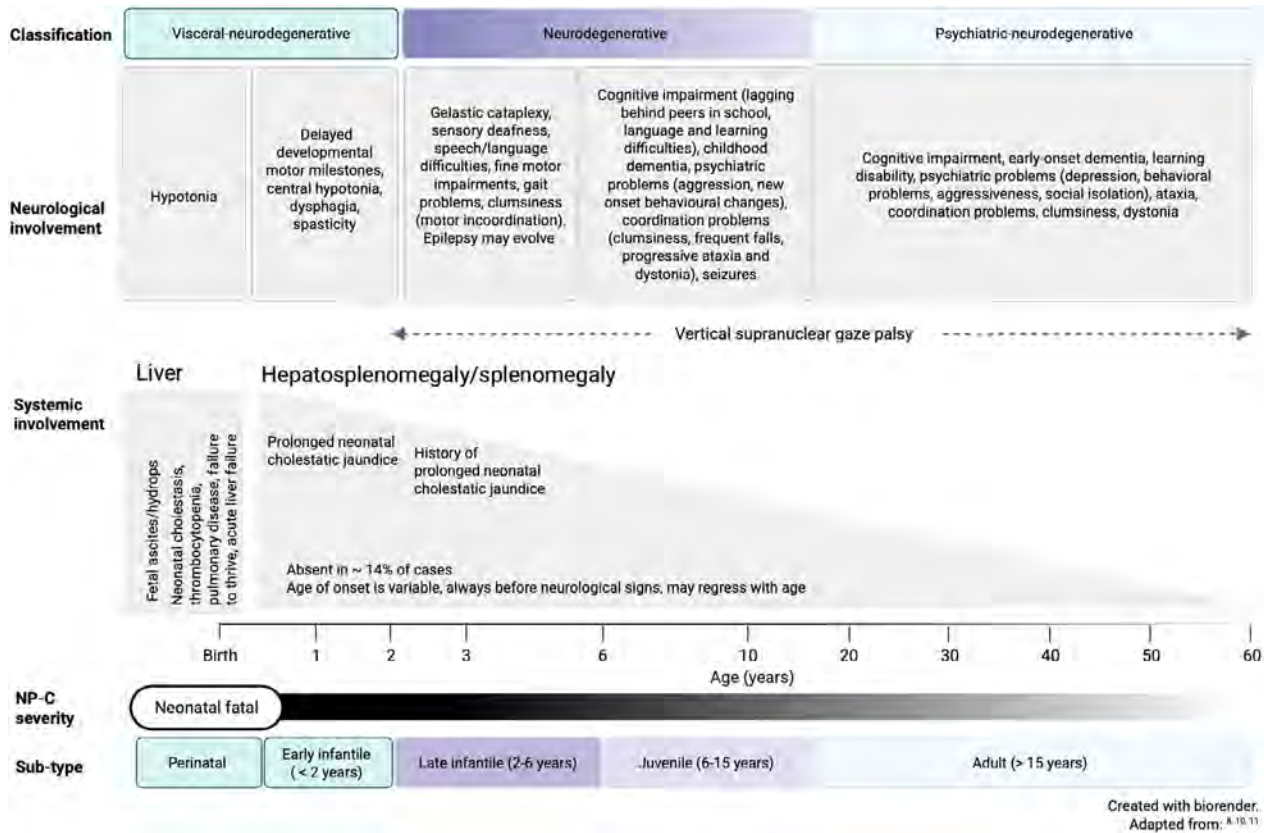 Classification
Visceral-neurodegenerative
Neurodegenerative
Psychiatric-neurodegenerative
Neurological
involvement
Hypotonia
Delayed
developmental
motor milestones,
central hypotonia,
dysphagia,
spasticity
Gelastic cataplexy,
sensory deafness,
speech/language
difficulties, fine motor
impairments, gait
problems, clumsiness
(motor incoordination).
Epilepsy may evolve
Cognitive impairment (lagging
behind peers in school,
language and learning
difficulties), childhood
dementia, psychiatric
problems (aggression, new
onset behavioural changes),
coordination problems
(clumsiness, frequent falls,
progressive ataxia and
dystonia), seizures
Cognitive impairment, early-onset dementia, learning
disability, psychiatric problems (depression, behavioral
problems, aggressiveness, social isolation), ataxia,
coordination problems, clumsiness, dystonia
Vertical supranuclear gaze palsy
Systemic
involvement
Liver
Hepatosplenomegaly/splenomegaly
Fetal ascites/hydrops
Neonatal cholestasis,
thrombocytopenia,
pulmonary disease, failure
to thrive, acute liver failure
Prolonged neonatal
cholestatic jaundice
History of
prolonged neonatal
cholestatic jaundice
Absent in ~ 14% of cases
Age of onset is variable, always before neurological signs, may regress with age
Birth 1 2 3 6 10 20 30 40 50 60
Age (years)
NP-C
severity
Neonatal fatal
Sub-type
Perinatal
Early infantile
(< 2 years)
Late infantile (2-6 years)
Juvenile (6-15 years)
Adult (> 15 years)
Created with biorender.
Adapted from: 8,10,11